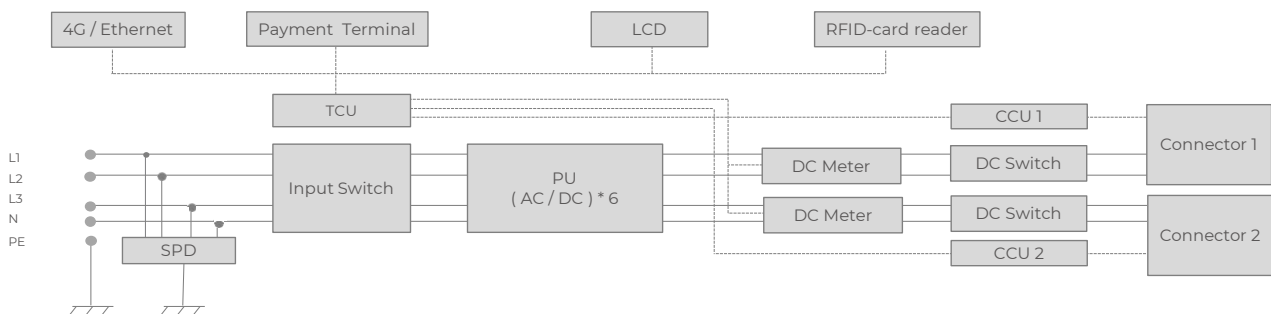 4G / Ethernet
Payment Terminal
LCD
RFID-card reader
TCU
CCU 1
Connector 1
L1
L2
L3
N
PE
Input Switch
PU
( AC / DC ) * 6
DC Meter
DC Switch
DC Meter
DC Switch
Connector 2
SPD
CCU 2